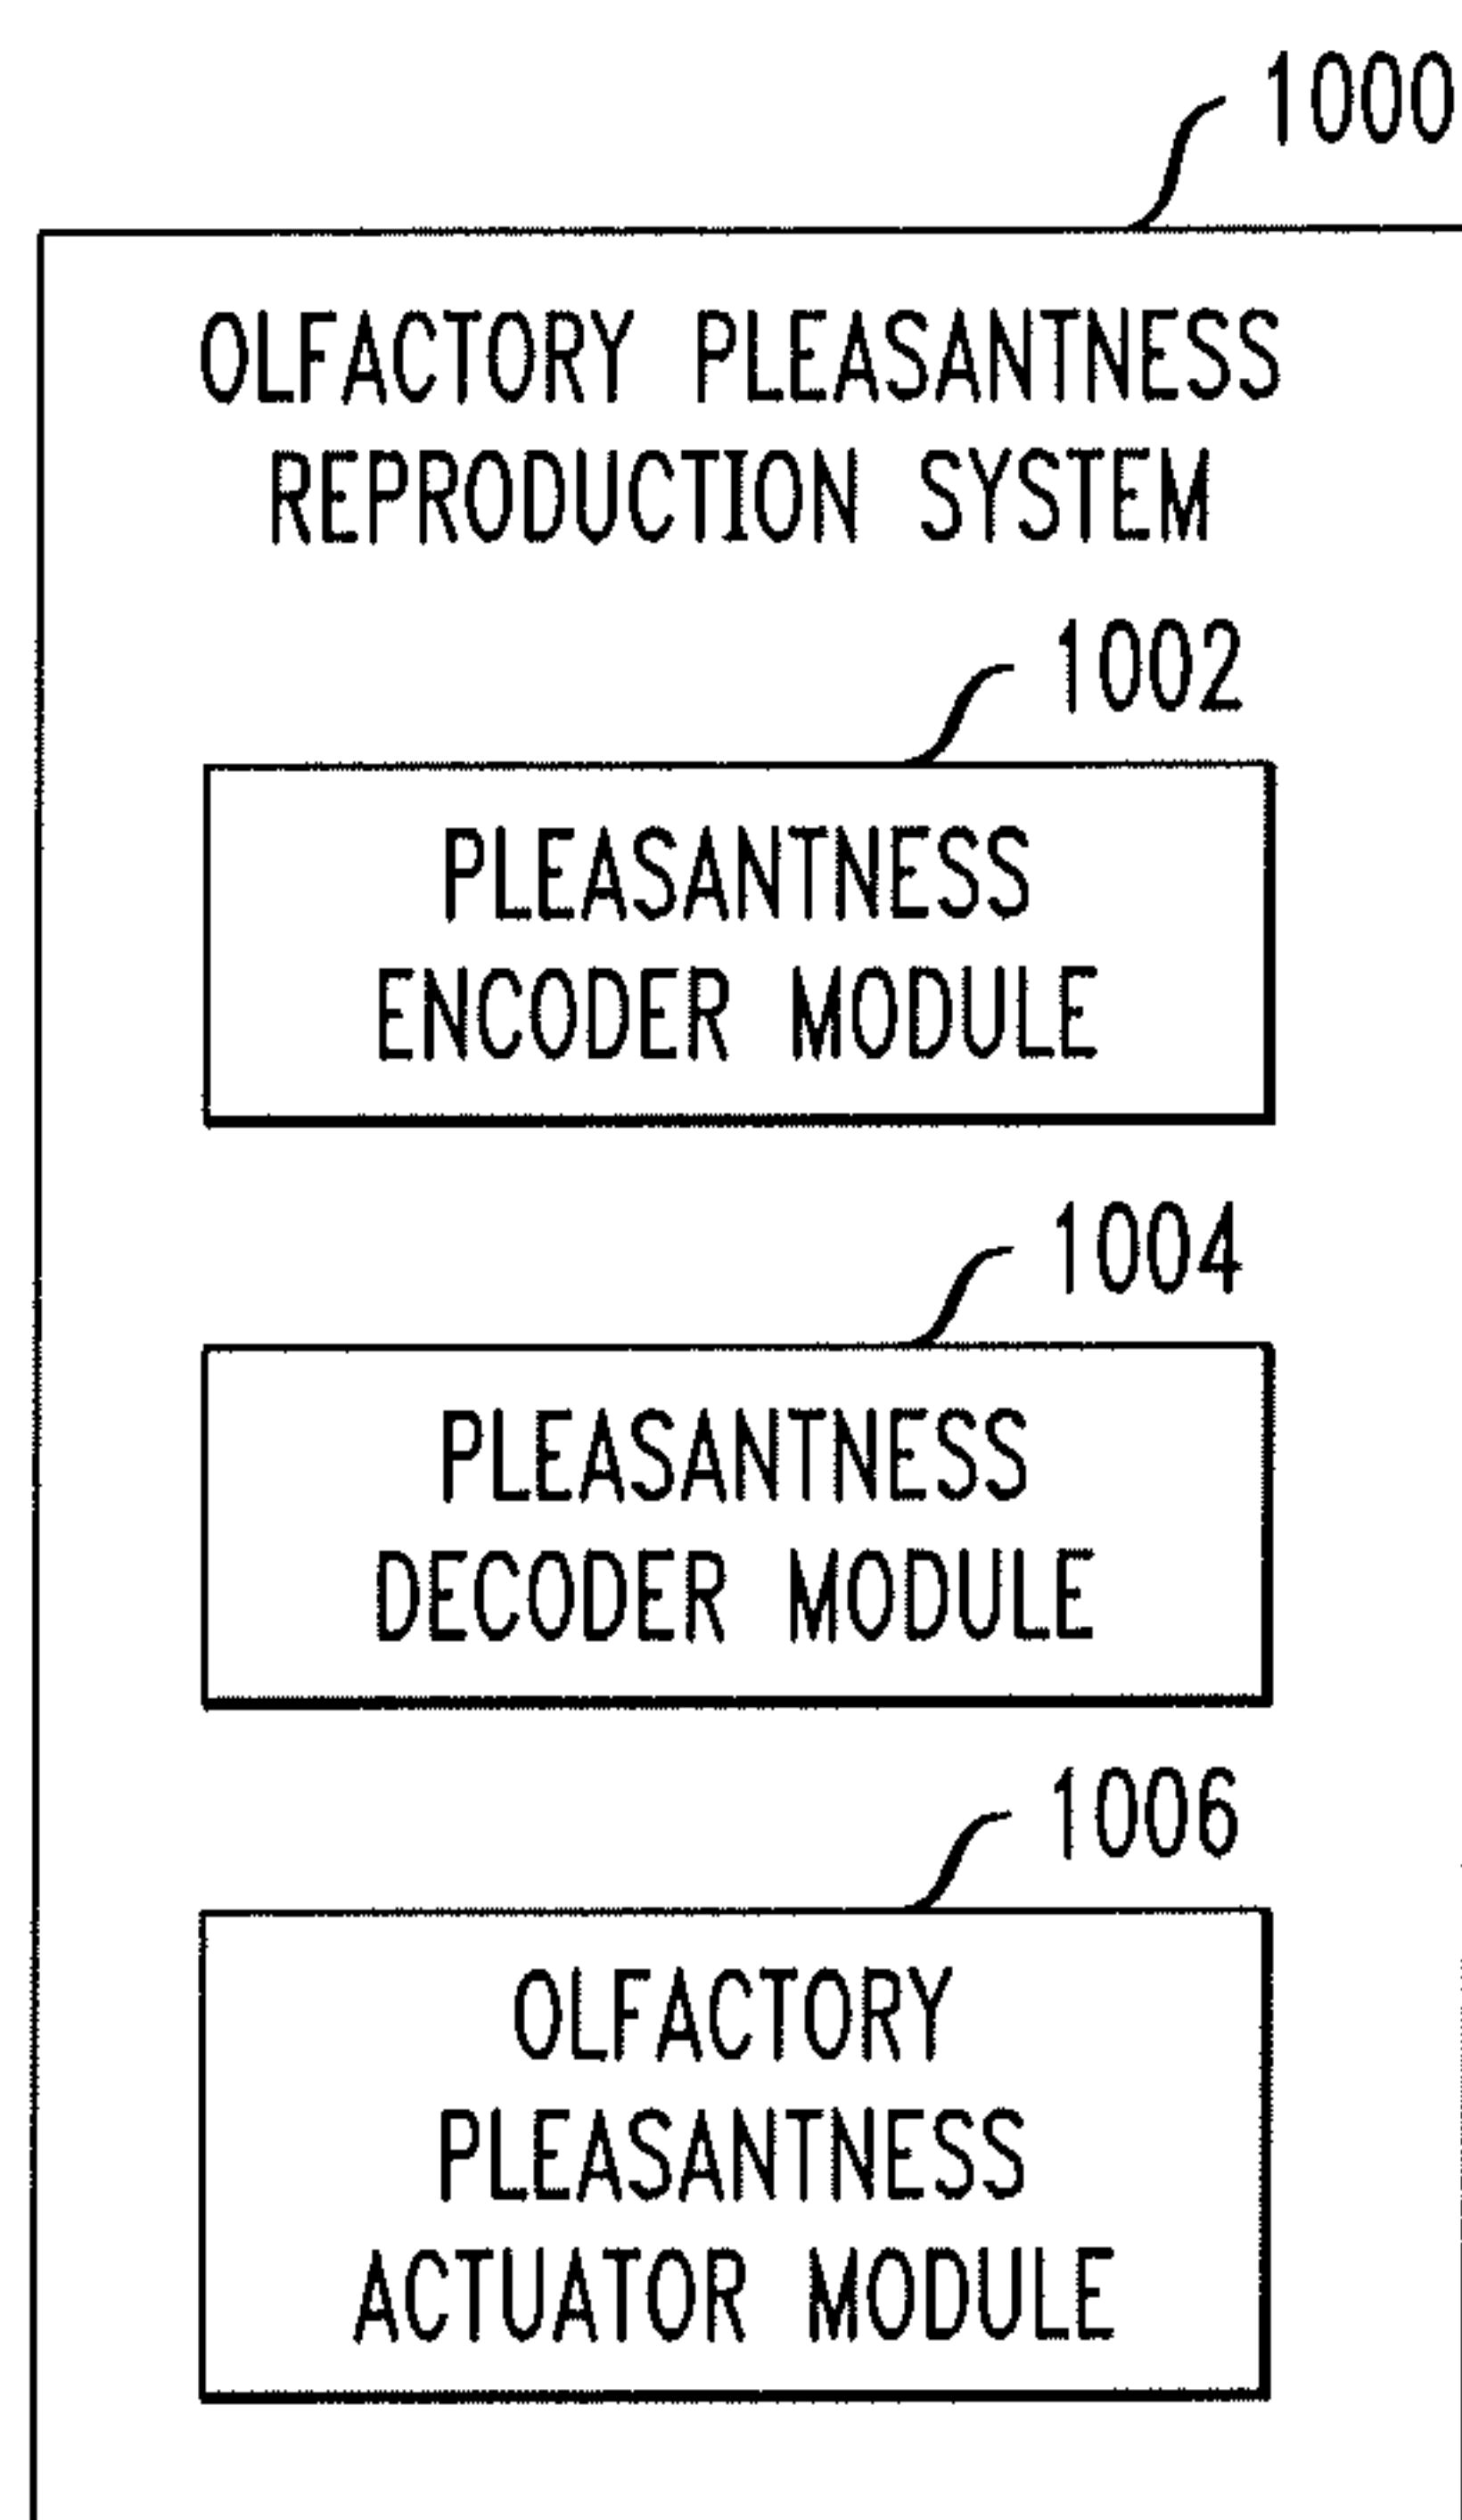 1000
OLFACTORY PLEASANTNESS
REPRODUCTION SYSTEM
1002
PLEASANTNESS
ENCODER MODULE
1004
PLEASANTNESS
DECODER MODULE
1006
OLFACTORY
PLEASANTNESS
ACTUATOR MODULE